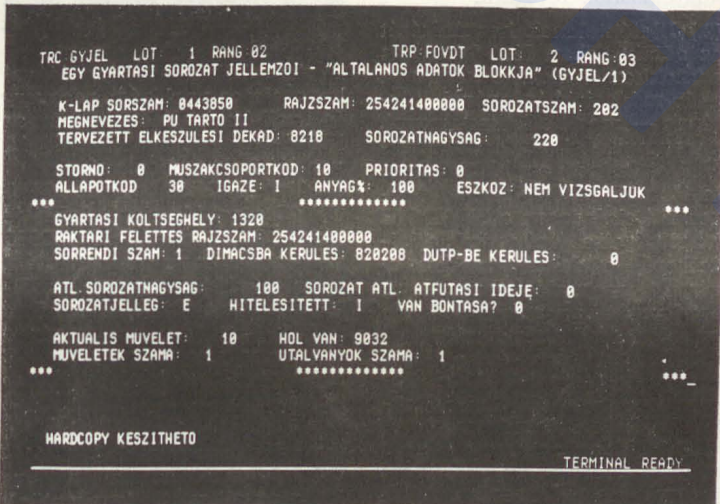 TRC GYJEL LOT: 1 RANG:02 TRP:FOVDT LOT: 2 RANG:03
EGY GYARTASI SOROZAT JELLEMZOI - "ALTALANOS ADATOK BLOKKJA" (GYJEL/1)
K-LAP SORSZAM: 0443850 RAJZSZAM: 254241400000 SOROZATSZAM: 202
MEGNEVEZES: PU TARTO II
TERVEZETT ELKESZULESI DEKAD: 8218 SOROZATNAGYSAG: 220
STORNO: 0 MUSZAKCSOPORTKOD: 10 PRIORITAS: 0
ALLAPOTKOD 30 IGAZE: I ANYAG%: 100 ESZKOZ: NEM VIZSGALJUK
*** ************* ***
GYARTASI KOLTSEGHELY: 1320
RAKTARI FELETTES RAJZSZAM: 254241400000
SORRENDI SZAM: 1 DIMACSBA KERULES: 820208 DUTP-BE KERULES: 0
ATL.SOROZATNAGYSAG: 100 SOROZAT ATL. ATFUTASI IDEJE: 0
SOROZATJELLEG: E HITELESITETT: I VAN BONTASA? 0
AKTUALIS MUVELET: 10 HOL VAN: 9032
MUVELETEK SZAMA: 1 UTALVANYOK SZAMA: 1
*** ************* ***_
HARDCOPY KESZITHETO
TERMINAL READY